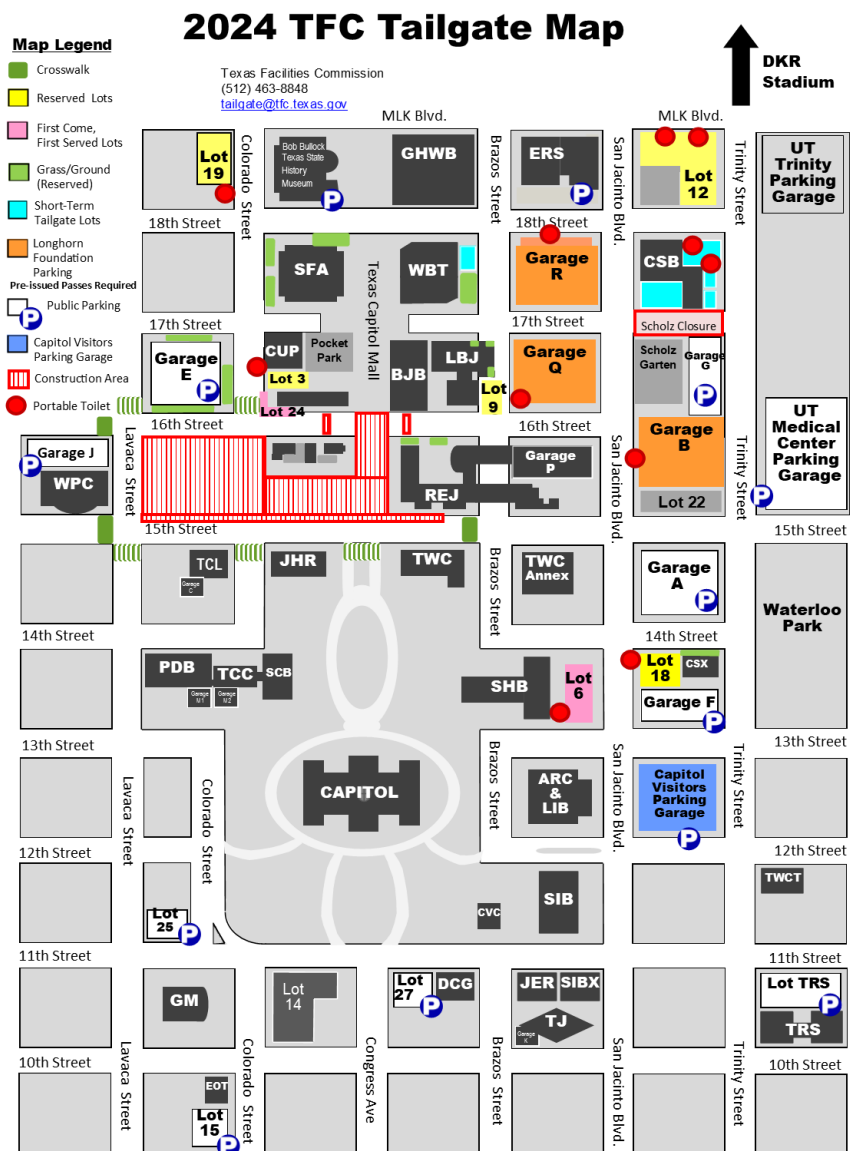 2024 TFC Tailgate Map
Map Legend
Crosswalk
Reserved Lots
First Come,
First Served Lots
Grass/Ground
(Reserved)
Short-Term
Tailgate Lots
Longhorn
Foundation
Parking
Pre-issued Passes Required
Public Parking
P
Capitol Visitors
Parking Garage
Construction Area
Portable Toilet
Texas Facilities Commission
(512) 463-8848
tailgate@tfc.texas.gov
DKR
Stadium
MLK Blvd.
MLK Blvd.
Lot
19
Colorado Street
Bob Bullock
Texas State
History
Museum
P
GHWB
Brazos Street
ERS
P
San Jacinto Blvd.
Lot
12
Trinity Street
UT
Trinity
Parking
Garage
18th Street
18th Street
SFA
Texas Capitol Mall
WBT
Garage
R
CSB
Scholz Closure
17th Street
17th Street
Garage
E
P
CUP
Pocket
Park
Lot 3
Lot 24
BJB
LBJ
Lot
9
Garage
Q
Scholz
Garten
Garage
G
P
16th Street
16th Street
Garage J
P
WPC
Lavaca Street
REJ
Garage
P
San Jacinto Blvd.
Garage
B
Lot 22
Trinity Street
UT
Medical
Center
Parking
Garage
P
15th Street
15th Street
TCL
Garage
C
JHR
TWC
Brazos Street
TWC
Annex
Garage
A
P
Waterloo
Park
14th Street
14th Street
PDB
TCC
SCB
Garage
M1
Garage
M2
SHB
Lot
6
Lot
18
CSX
Garage F
P
13th Street
13th Street
Lavaca Street
Colorado Street
CAPITOL
Brazos Street
ARC
&
LIB
San Jacinto Blvd.
Capitol
Visitors
Parking
Garage
P
Trinity Street
12th Street
12th Street
Lot
25
P
CVC
SIB
TWCT
11th Street
11th Street
GM
Lot
14
Lot
27
P
DCG
JER
SIBX
TJ
Garage
K
Lot TRS
P
TRS
10th Street
10th Street
Lavaca Street
EOT
Lot
15
P
Colorado Street
Congress Ave
Brazos Street
San Jacinto Blvd.
Trinity Street